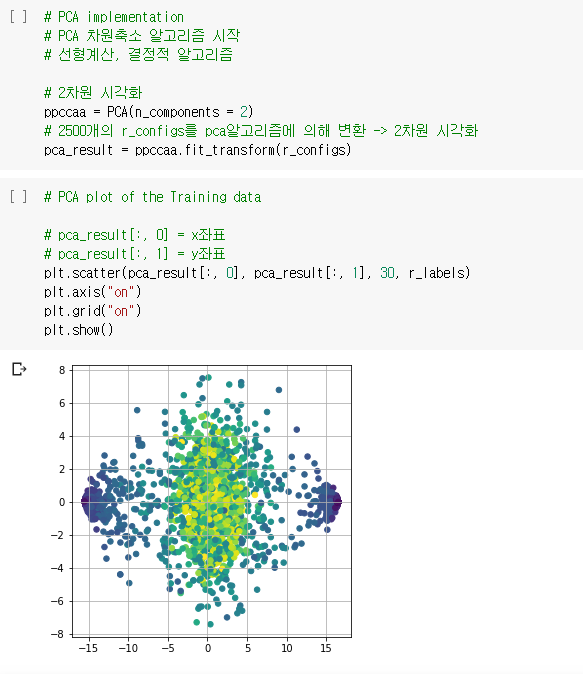 [ ] # PCA implementation
# PCA 차원축소 알고리즘 시작
# 선형계산, 결정적 알고리즘
# 2차원 시각화
ppccaa = PCA(n_components = 2)
# 2500개의 r_configs를 pca알고리즘에 의해 변환 -> 2차원 시각화
pca_result = ppccaa.fit_transform(r_configs)
[ ] # PCA plot of the Training data
# pca_result[:, 0] = x좌표
# pca_result[:, 1] = y좌표
plt.scatter(pca_result[:, 0], pca_result[:, 1], 30, r_labels)
plt.axis("on")
plt.grid("on")
plt.show()
8
6
4
2
0
−2
−4
−6
−8
−15 −10 −5 0 5 10 15